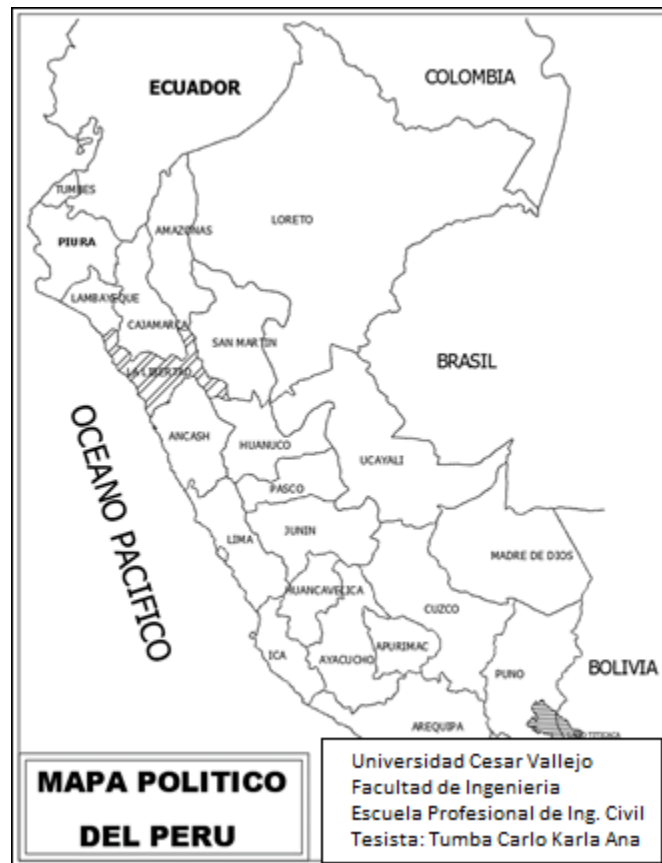 COLOMBIA
ECUADOR
TUMBES
AMAZONAS
LORETO
PIURA
LAMBAYEQUE
CAJAMARCA
SAN MARTIN
BRASIL
LA LIBERTAD
OCEANO PACIFICO
ANCASH
HUANUCO
UCAYALI
PASCO
LIMA
JUNIN
MADRE DE DIOS
HUANCAVELICA
CUZCO
ICA
AYACUCHO
APURIMAC
PUNO
BOLIVIA
AREQUIPA
MAPA POLITICO
DEL PERU
Universidad Cesar Vallejo
Facultad de Ingenieria
Escuela Profesional de Ing. Civil
Tesista: Tumba Carlo Karla Ana